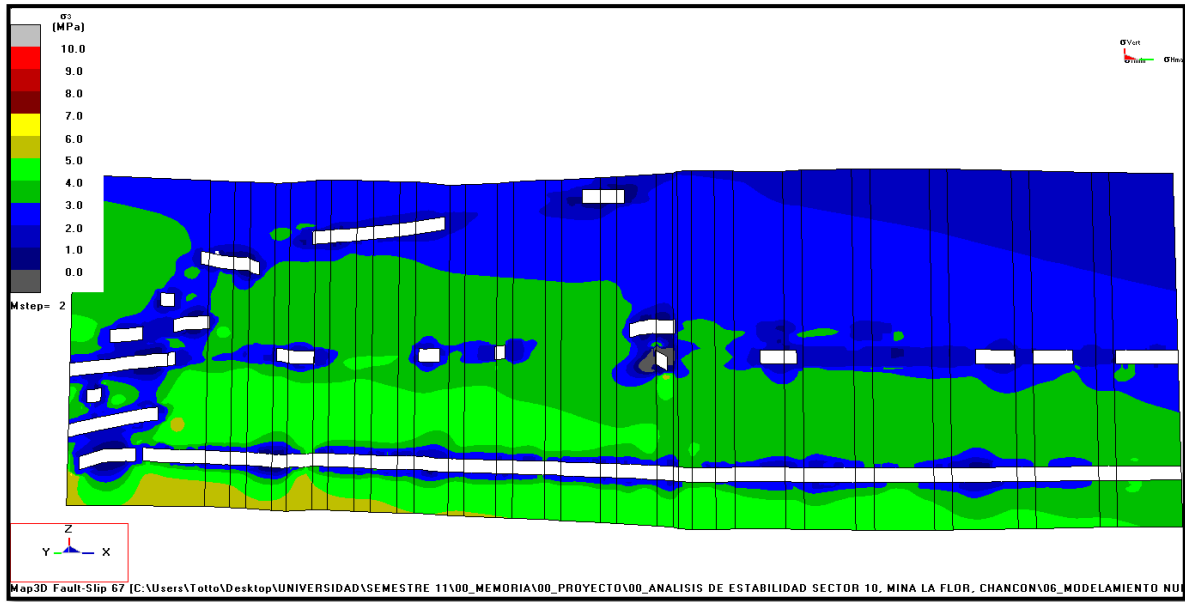 σ3
(MPa)
10.0
9.0
8.0
7.0
6.0
5.0
4.0
3.0
2.0
1.0
0.0
Mstep= 2
σVert
σHma
Z
Y X
Map3D Fault-Slip 67 [C:\Users\Totto\Desktop\UNIVERSIDAD\SEMESTRE 11\00_MEMORIA\00_PROYECTO\00_ANALISIS DE ESTABILIDAD SECTOR 10, MINA LA FLOR, CHANCON\06_MODELAMIENTO NU